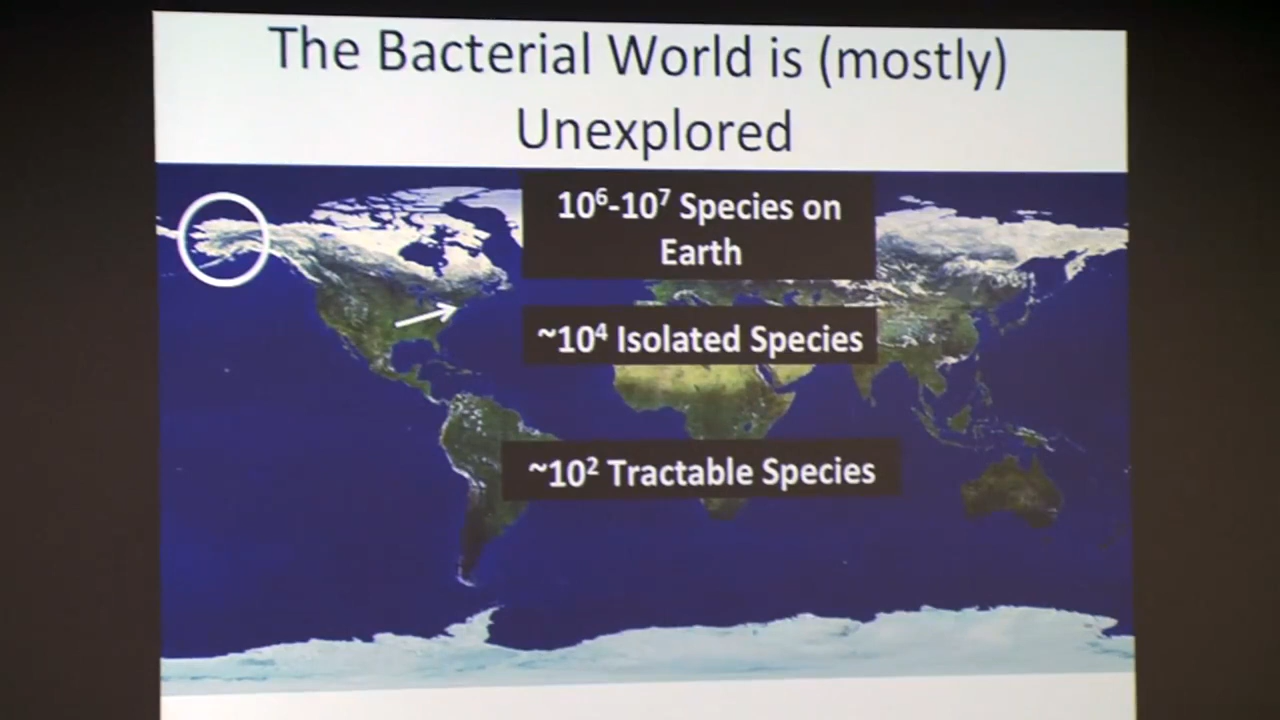 The Bacterial World is (mostly)
Unexplored
10⁶-10⁷ Species on
Earth
~10⁴ Isolated Species
~10² Tractable Species